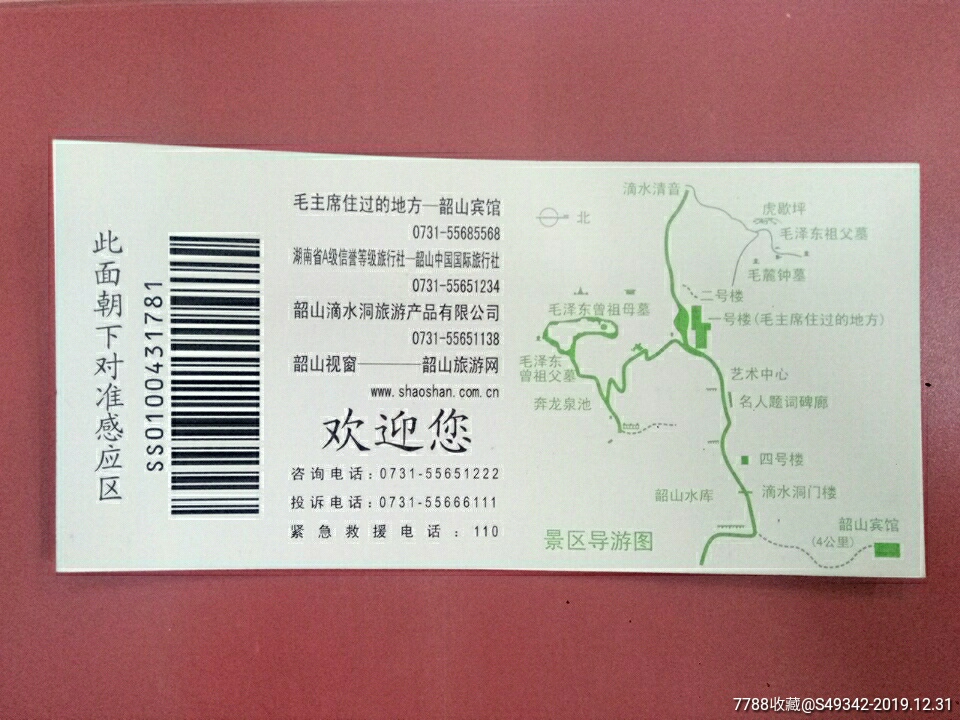 此面朝下对准感应区
SS0100431781
毛主席住过的地方—韶山宾馆
0731-55685568
湖南省A级信誉等级旅行社—韶山中国国际旅行社
0731-55651234
韶山滴水洞旅游产品有限公司
0731-55651138
韶山视窗————韶山旅游网
www.shaoshan.com.cn
欢迎您
咨询电话:0731-55651222
投诉电话:0731-55666111
紧急救援电话:110
滴水清音
北
虎歇坪
毛泽东祖父墓
毛麓钟墓
二号楼
一号楼(毛主席住过的地方)
毛泽东曾祖母墓
毛泽东
曾祖父墓
奔龙泉池
艺术中心
名人题词碑廊
四号楼
韶山水库
滴水洞门楼
韶山宾馆
(4公里)
景区导游图
7788收藏@S49342-2019.12.31